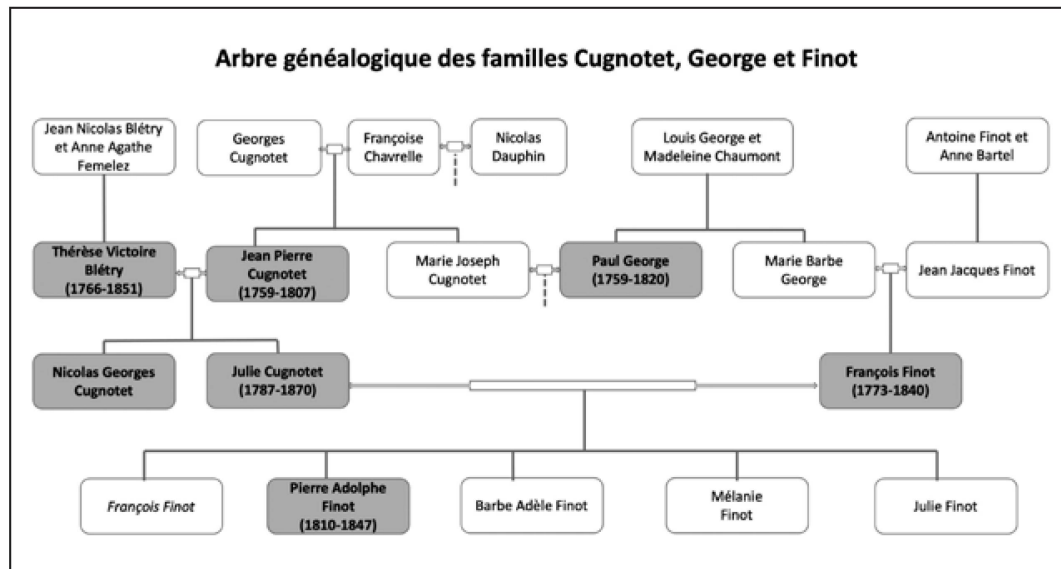 Arbre généalogique des familles Cugnotet, George et Finot
Jean Nicolas Blétry
et Anne Agathe
Femelez
Georges
Cugnotet
Françoise
Chavrelle
Nicolas
Dauphin
Louis George et
Madeleine Chaumont
Antoine Finot et
Anne Bartel
Thérèse Victoire
Blétry
(1766-1851)
Jean Pierre
Cugnotet
(1759-1807)
Marie Joseph
Cugnotet
Paul George
(1759-1820)
Marie Barbe
George
Jean Jacques Finot
Nicolas Georges
Cugnotet
Julie Cugnotet
(1787-1870)
François Finot
(1773-1840)
François Finot
Pierre Adolphe
Finot
(1810-1847)
Barbe Adèle Finot
Mélanie
Finot
Julie Finot